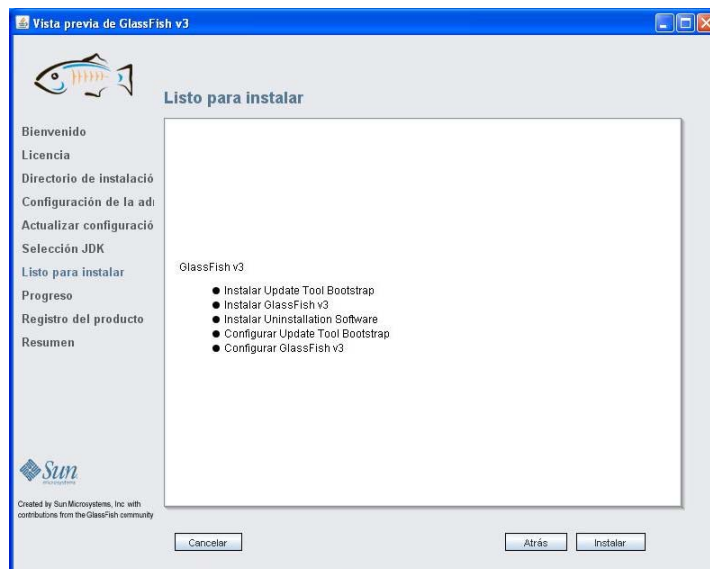 Vista previa de GlassFish v3
Listo para instalar
Bienvenido
Licencia
Directorio de instalació
Configuración de la adı
Actualizar configuració
Selección JDK
Listo para instalar
Progreso
Registro del producto
Resumen
GlassFish v3
Instalar Update Tool Bootstrap
Instalar GlassFish v3
Instalar Uninstallation Software
Configurar Update Tool Bootstrap
Configurar GlassFish v3
Sun
microsystems
Created by Sun Microsystems, Inc with
contributions from the GlassFish community
Cancelar
Atrás
Instalar